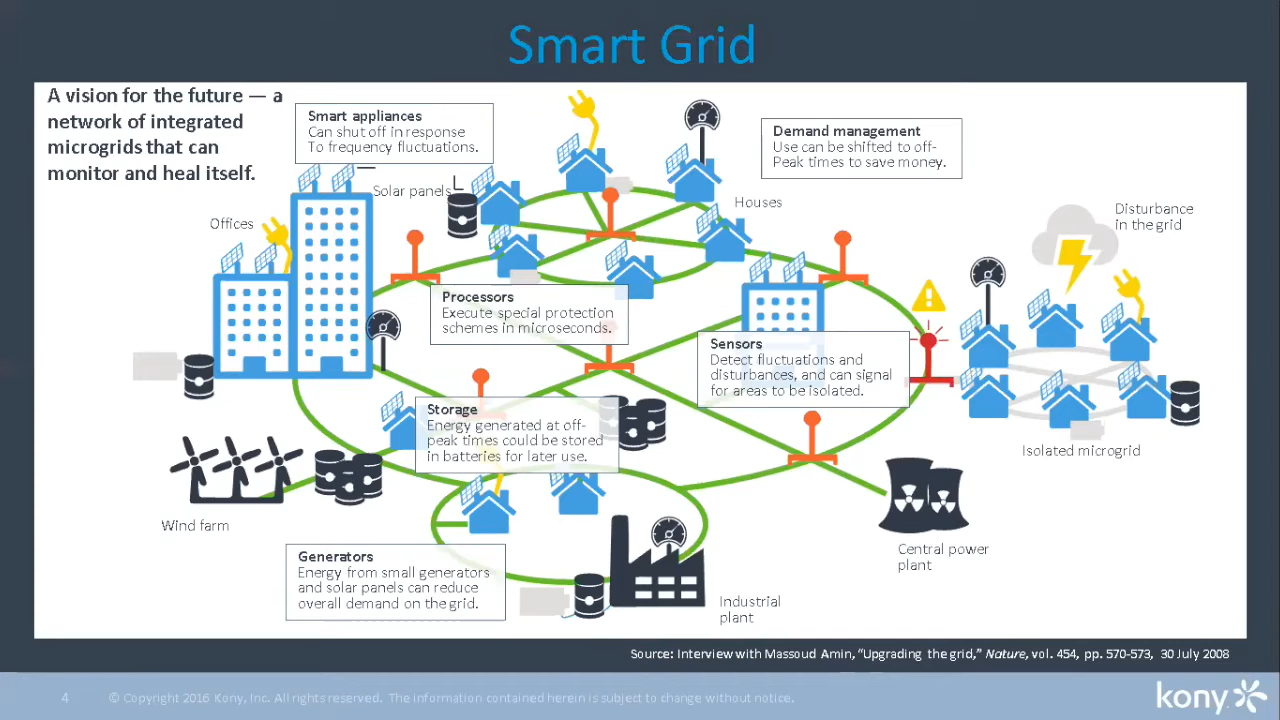 Smart Grid
A vision for the future — a
network of integrated
microgrids that can
monitor and heal itself.
Smart appliances
Can shut off in response
To frequency fluctuations.
Demand management
Use can be shifted to off-
Peak times to save money.
Solar panels
Houses
Offices
Disturbance
in the grid
Processors
Execute special protection
schemes in microseconds.
Sensors
Detect fluctuations and
disturbances, and can signal
for areas to be isolated.
Storage
Energy generated at off-
peak times could be stored
in batteries for later use.
Isolated microgrid
Wind farm
Central power
plant
Generators
Energy from small generators
and solar panels can reduce
overall demand on the grid.
Industrial
plant
Source: Interview with Massoud Amin, “Upgrading the grid,” Nature, vol. 454, pp. 570-573, 30 July 2008
4 © Copyright 2016 Kony, Inc. All rights reserved. The information contained herein is subject to change without notice.
kony